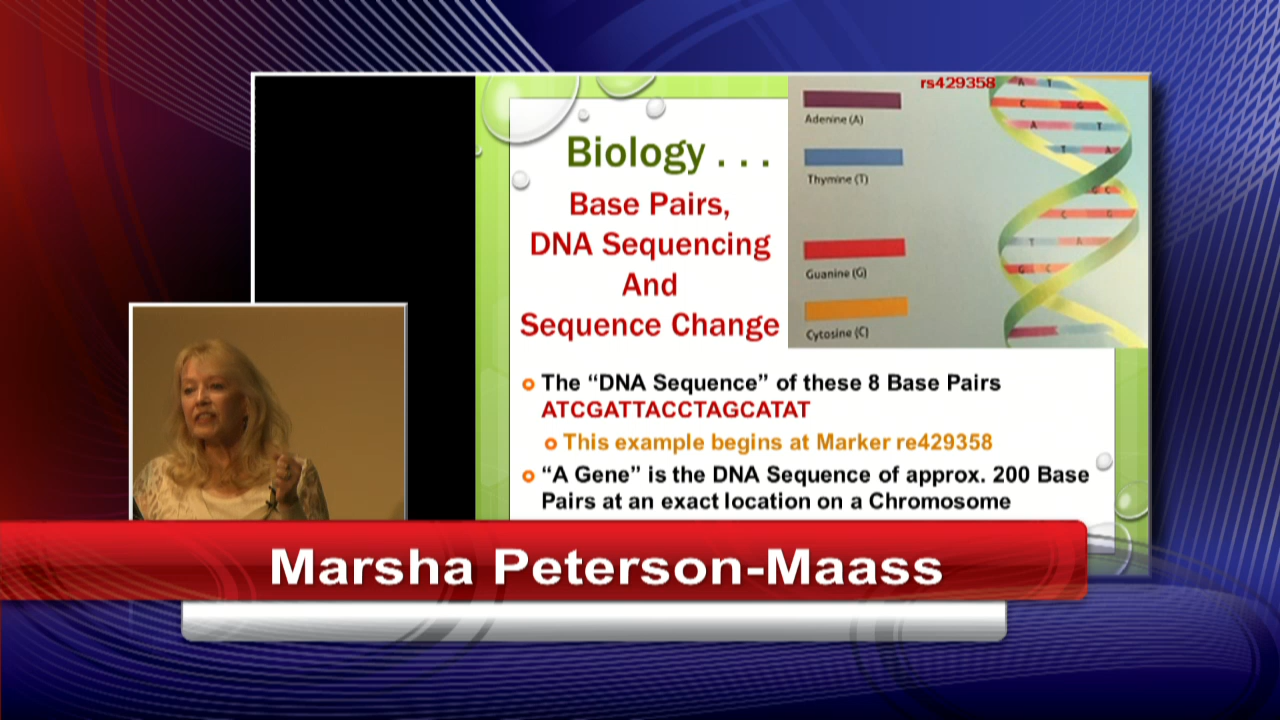 rs429358
Adenine (A)
Thymine (T)
Guanine (G)
Cytosine (C)
A T
C G
A T
T A
G C
C G
T A
G C
Biology . . .
Base Pairs,
DNA Sequencing
And
Sequence Change
The “DNA Sequence” of these 8 Base Pairs
ATCGATTACCTAGCATAT
This example begins at Marker re429358
“A Gene” is the DNA Sequence of approx. 200 Base
Pairs at an exact location on a Chromosome
Marsha Peterson-Maass